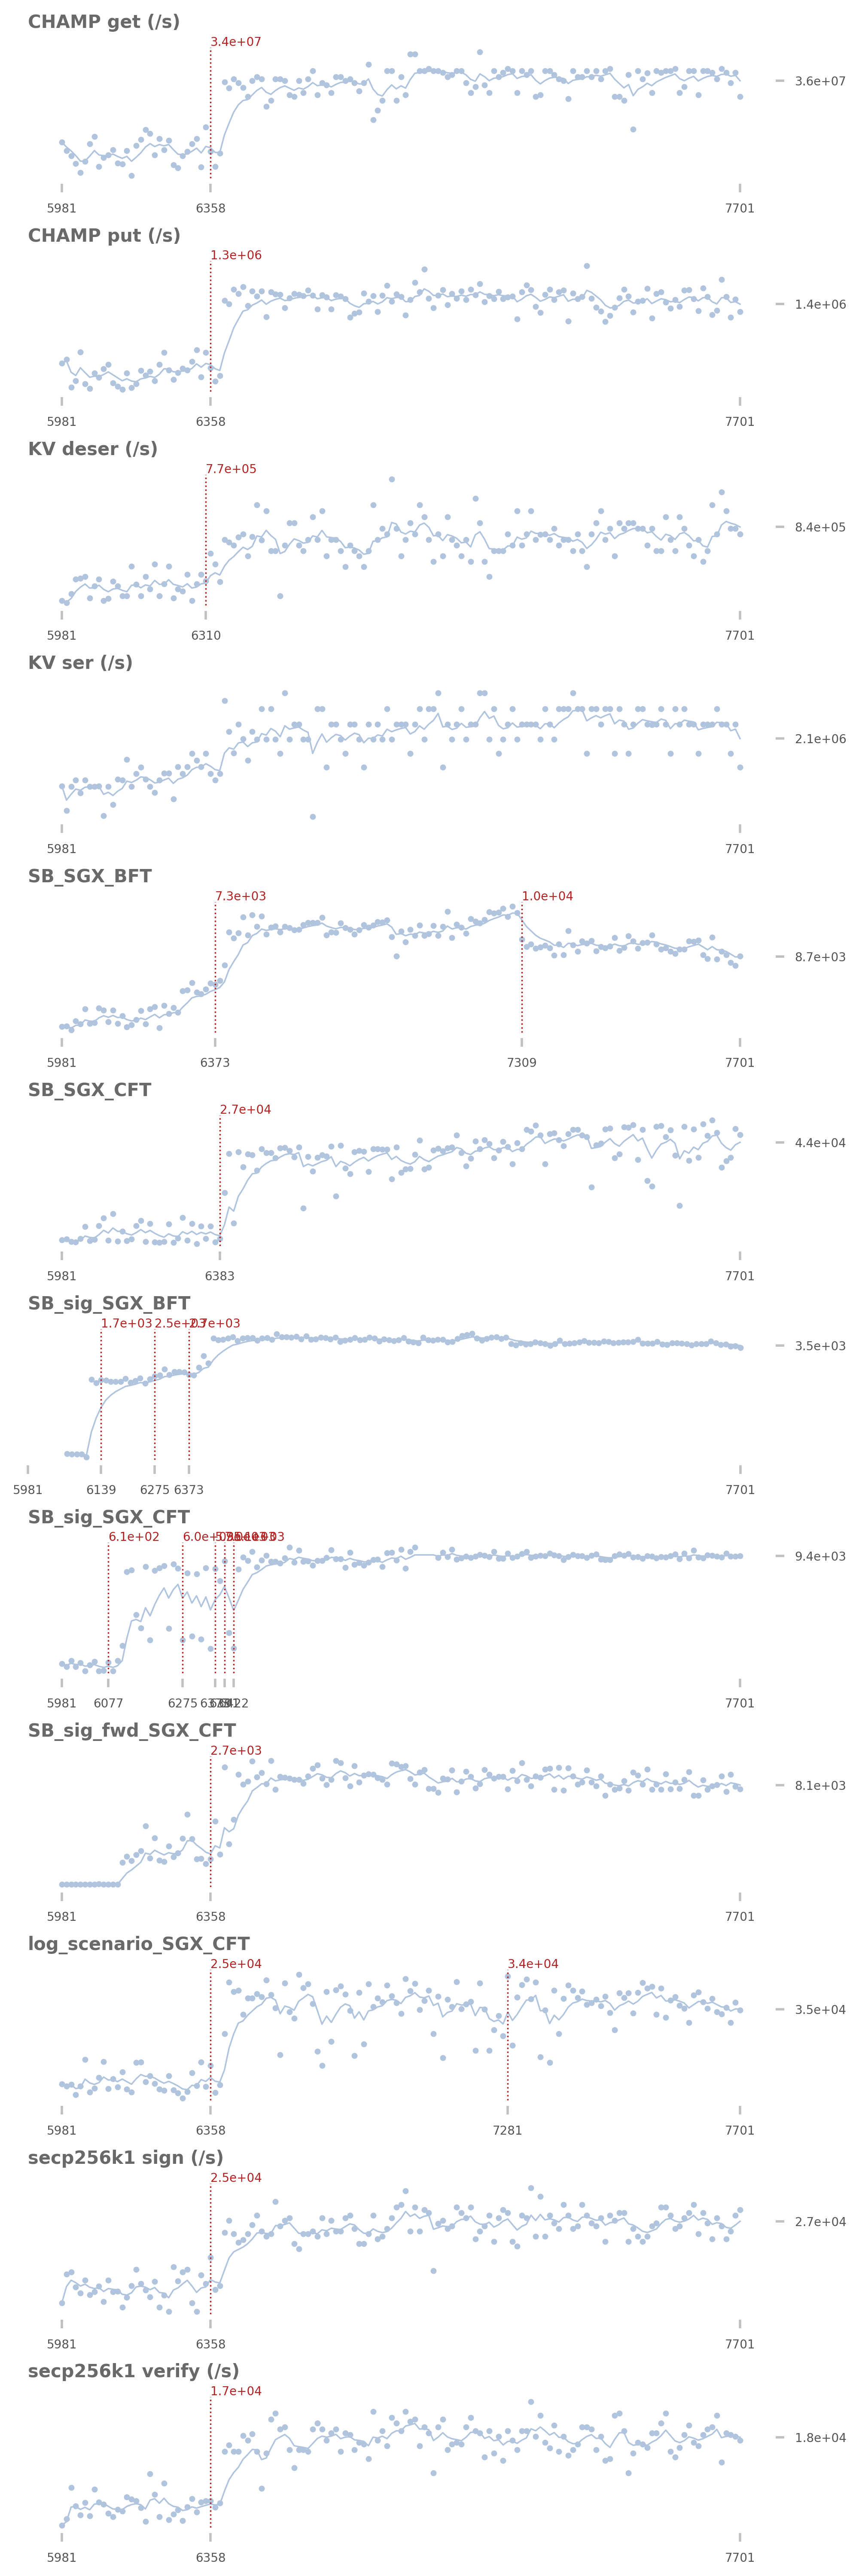 CHAMP get (/s)
3.4e+07
3.6e+07
5981 6358 7701
CHAMP put (/s)
1.3e+06
1.4e+06
5981 6358 7701
KV deser (/s)
7.7e+05
8.4e+05
5981 6310 7701
KV ser (/s)
2.1e+06
5981 7701
SB_SGX_BFT
7.3e+03 1.0e+04
8.7e+03
5981 6373 7309 7701
SB_SGX_CFT
2.7e+04
4.4e+04
5981 6383 7701
SB_sig_SGX_BFT
1.7e+03 2.5e+03 2.7e+03
3.5e+03
5981 6139 6275 6373 7701
SB_sig_SGX_CFT
6.1e+02
9.4e+03
5981 6077 6275 7701
SB_sig_fwd_SGX_CFT
2.7e+03
8.1e+03
5981 6358 7701
log_scenario_SGX_CFT
2.5e+04 3.4e+04
3.5e+04
5981 6358 7281 7701
secp256k1 sign (/s)
2.5e+04
2.7e+04
5981 6358 7701
secp256k1 verify (/s)
1.7e+04
1.8e+04
5981 6358 7701